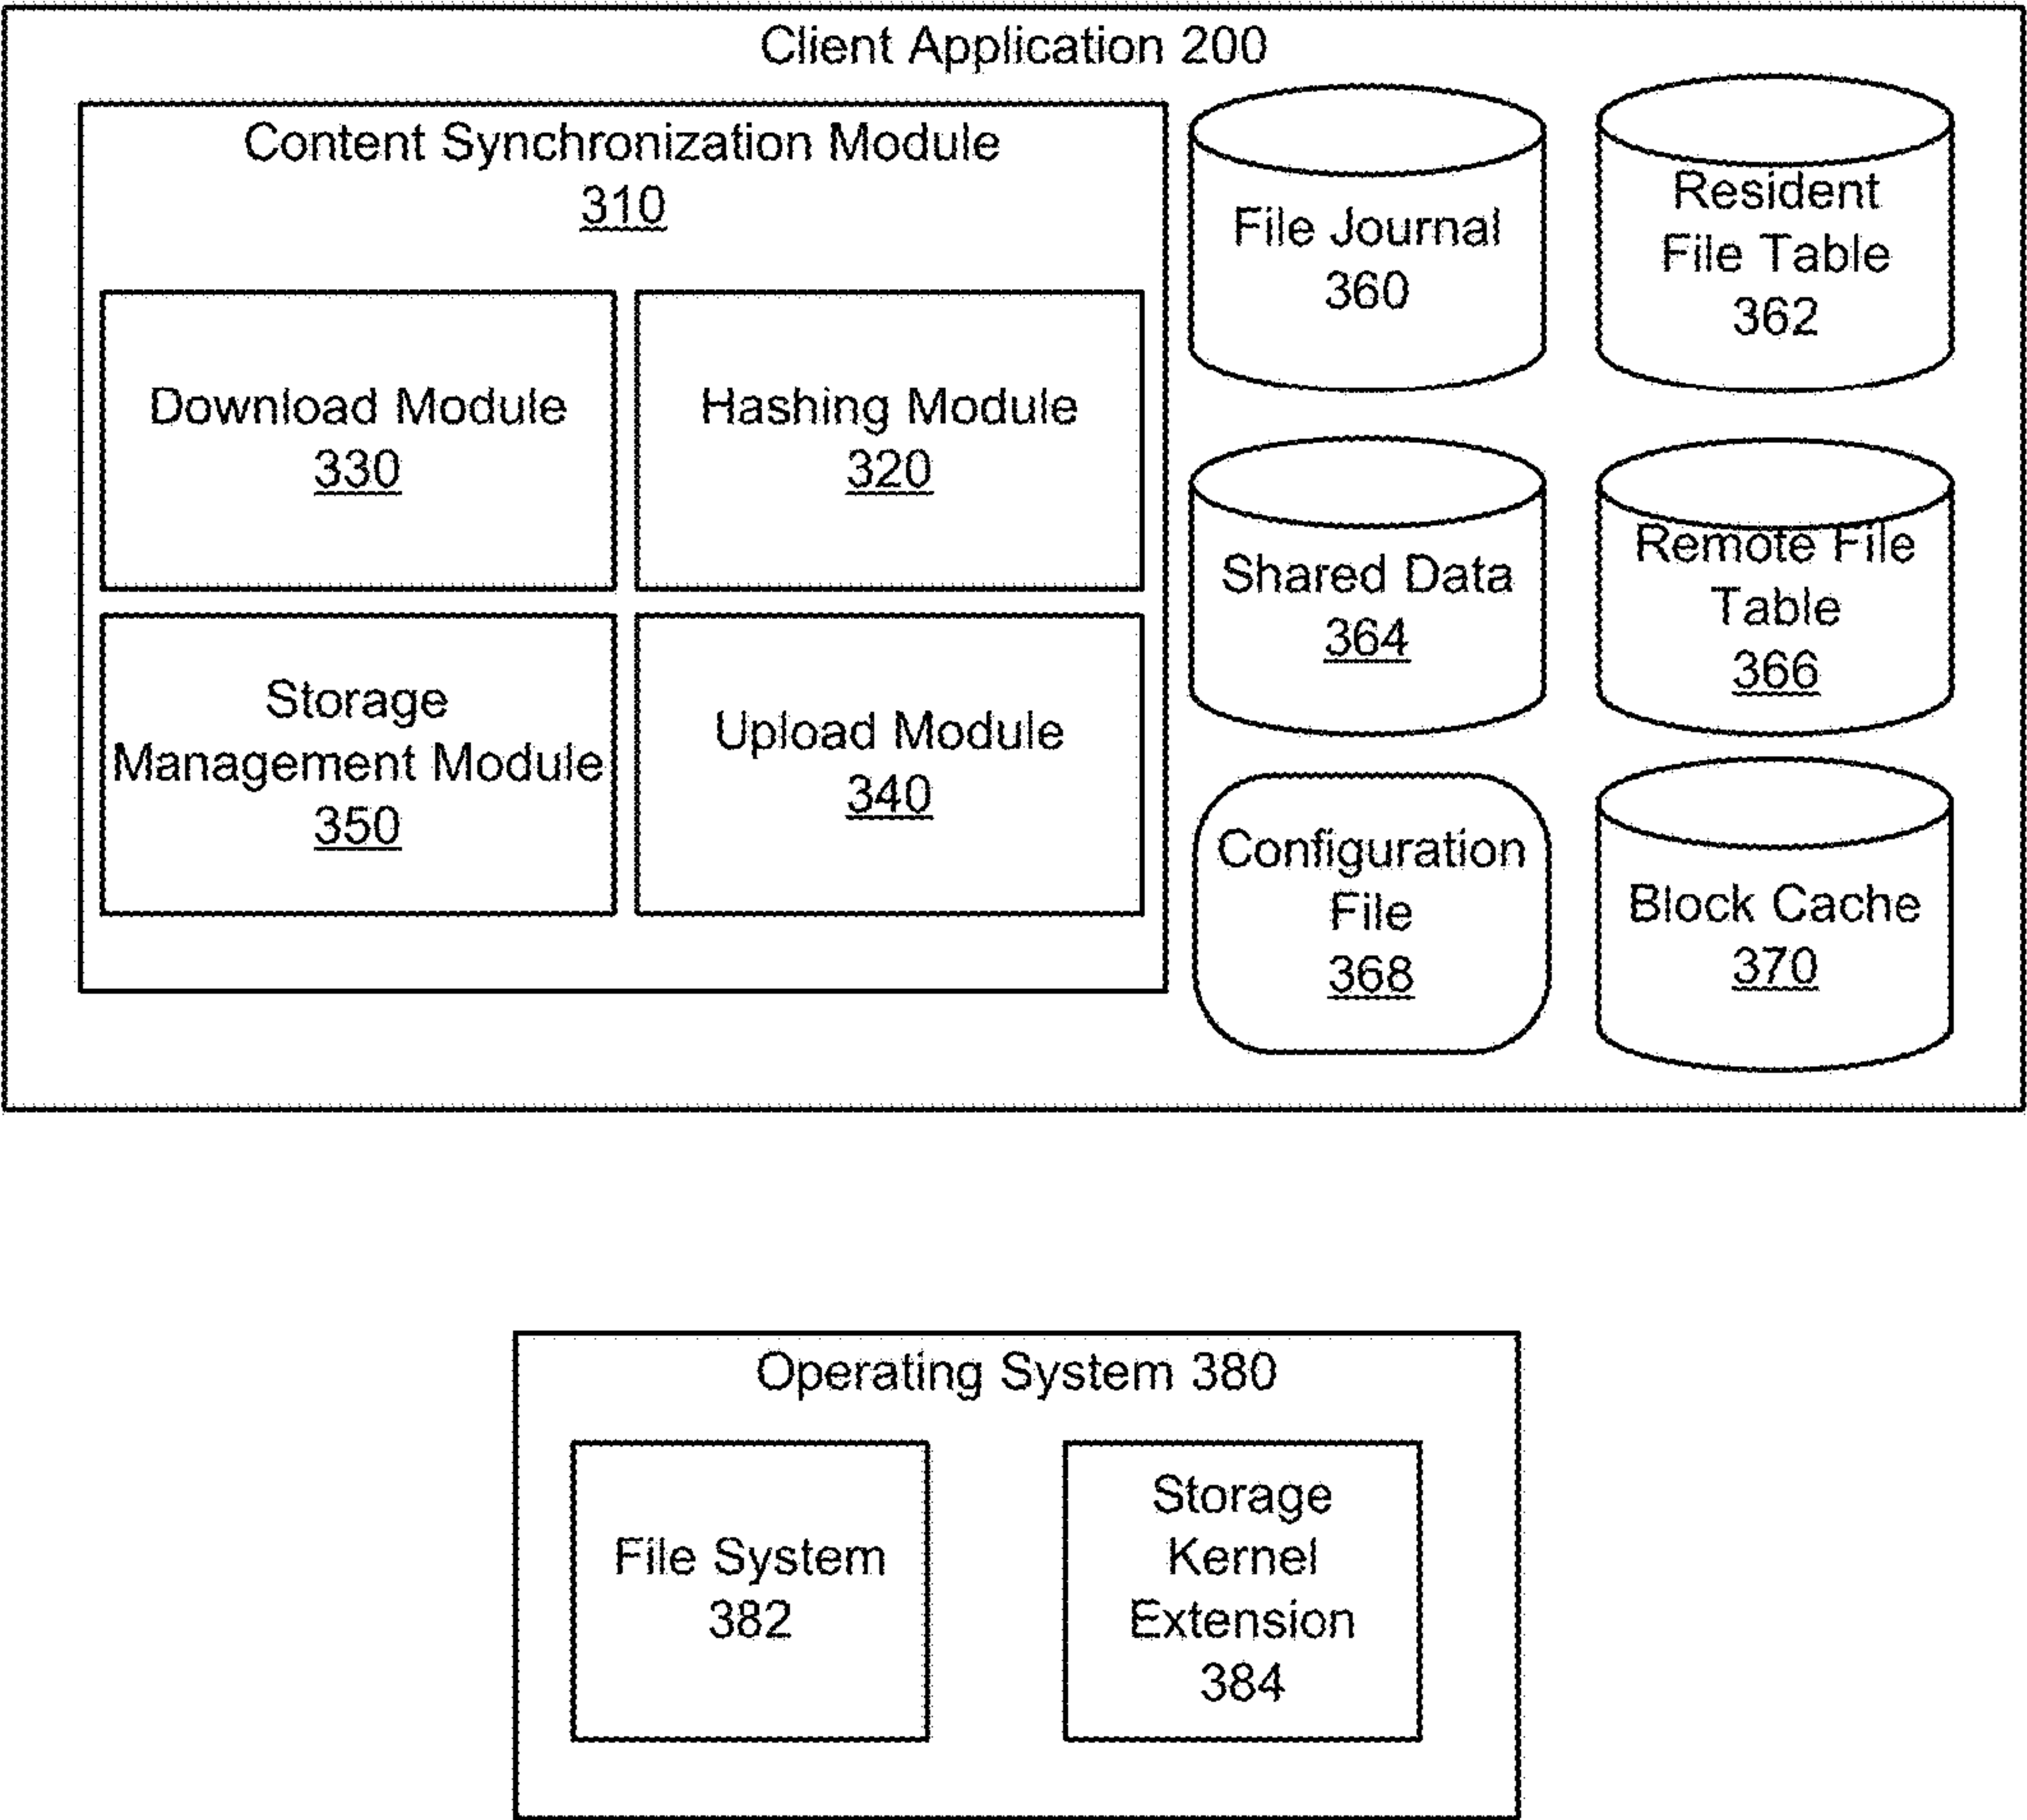 Client Application 200
Content Synchronization Module
310
Download Module
330
Hashing Module
320
Storage
Management Module
350
Upload Module
340
File Journal
360
Resident
File Table
362
Shared Data
364
Remote File
Table
366
Configuration
File
368
Block Cache
370
Operating System 380
File System
382
Storage
Kernel
Extension
384